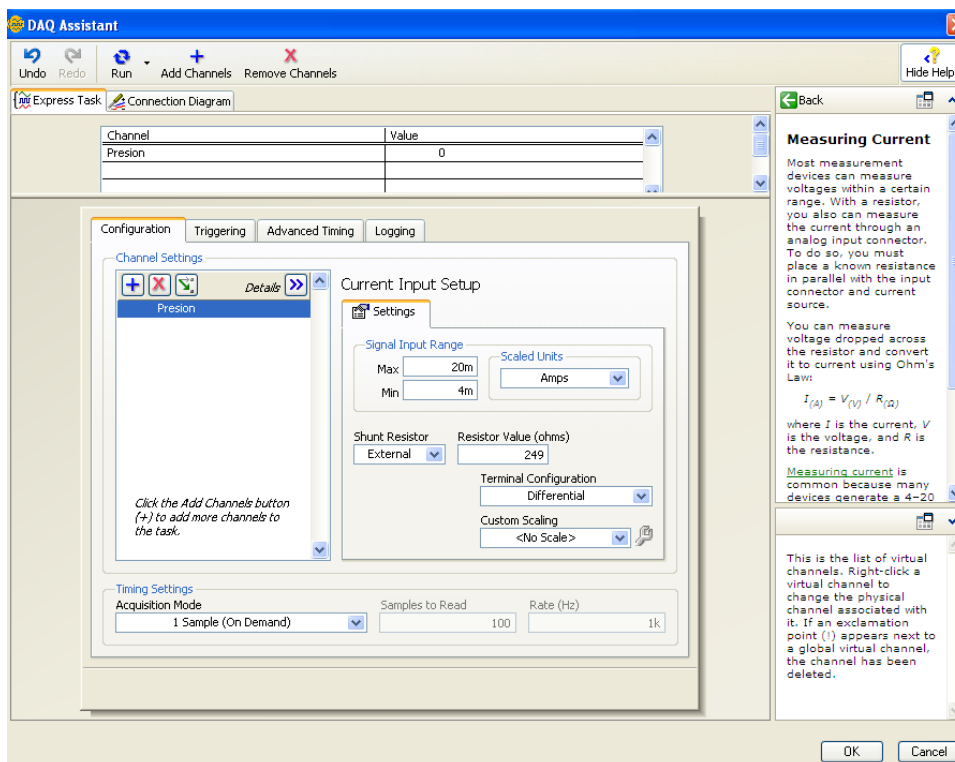 DAQ Assistant
Undo Redo Run Add Channels Remove Channels Hide Help
Express Task Connection Diagram
Channel Value
Presion 0
Configuration Triggering Advanced Timing Logging
Channel Settings
Details
Presion
Click the Add Channels button
(+) to add more channels to
the task.
Current Input Setup
Settings
Signal Input Range
Max 20m
Min 4m
Scaled Units
Amps
Shunt Resistor
External
Resistor Value (ohms)
249
Terminal Configuration
Differential
Custom Scaling
<No Scale>
Timing Settings
Acquisition Mode
1 Sample (On Demand)
Samples to Read
100
Rate (Hz)
1k
Back
Measuring Current
Most measurement
devices can measure
voltages within a certain
range. With a resistor,
you also can measure
the current through an
analog input connector.
To do so, you must
place a known resistance
in parallel with the input
connector and current
source.
You can measure
voltage dropped across
the resistor and convert
it to current using Ohm's
Law:
I(A) = V(V) / R(Ω)
where I is the current, V
is the voltage, and R is
the resistance.
Measuring current is
common because many
devices generate a 4–20
This is the list of virtual
channels. Right-click a
virtual channel to
change the physical
channel associated with
it. If an exclamation
point (!) appears next to
a global virtual channel,
the channel has been
deleted.
OK Cancel